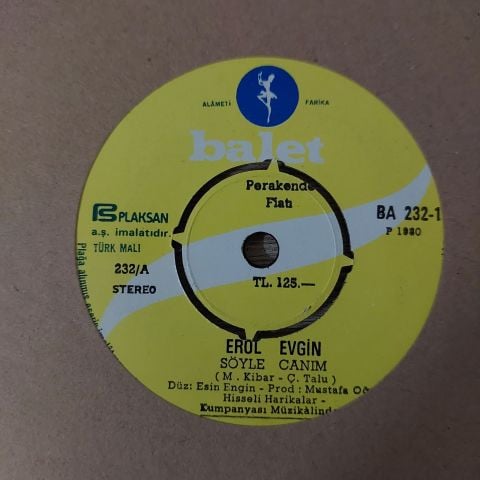 ALÂMETİ FARİKA
balet
Perakende
Fiatı
PLAKSAN
a.ş. imalatıdır.
TÜRK MALI
BA 232-1
P 1980
232/A
STEREO
TL. 125.—
EROL EVGİN
SÖYLE CANIM
( M. Kibar - Ç. Talu )
Düz: Esin Engin - Prod : Mustafa
Hisseli Harikalar -
Kumpanyası Müzikâlinde